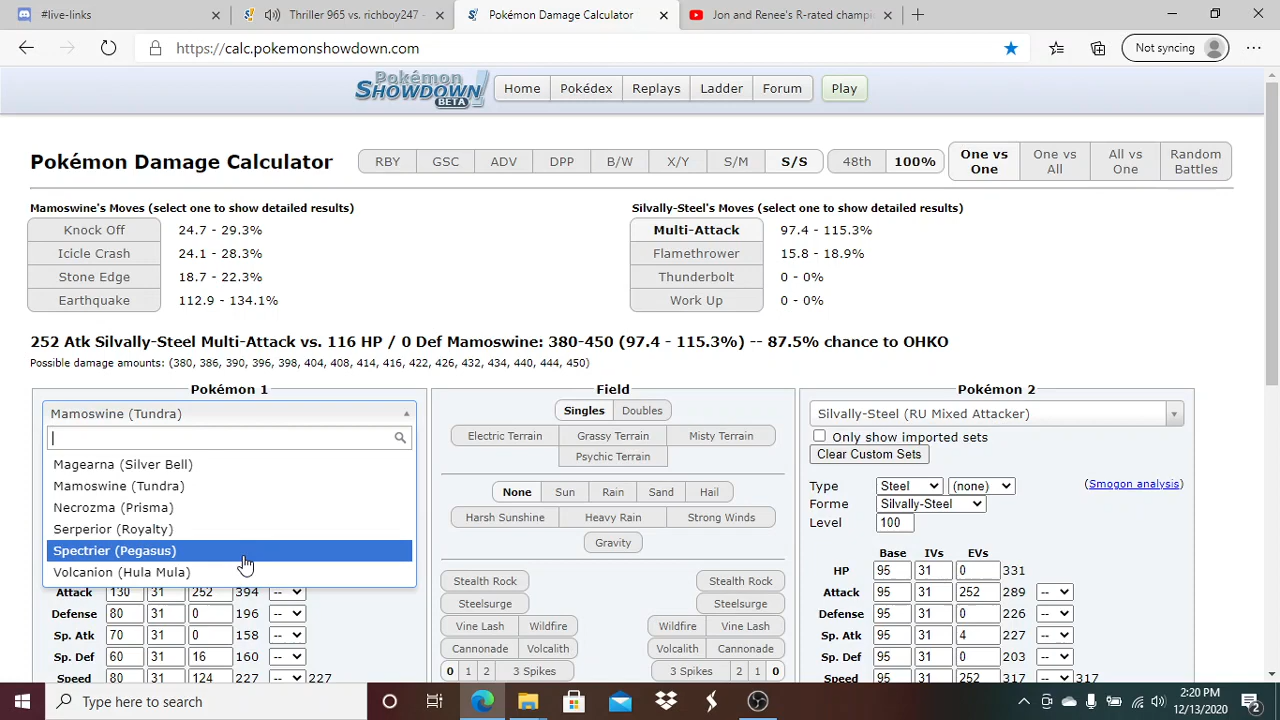 #live-links
Thriller 965 vs. richboy247 -
Pokémon Damage Calculator
Jon and Renee's R-rated champ
https://calc.pokemonshowdown.com
Not syncing
Pokémon
SHOWDOWN!
BETA
Home
Pokédex
Replays
Ladder
Forum
Play
Pokémon Damage Calculator
RBY
GSC
ADV
DPP
B/W
X/Y
S/M
S/S
48th
100%
One vs One
One vs All
All vs One
Random Battles
Mamoswine's Moves (select one to show detailed results)
Knock Off 24.7 - 29.3%
Icicle Crash 24.1 - 28.3%
Stone Edge 18.7 - 22.3%
Earthquake 112.9 - 134.1%
Silvally-Steel's Moves (select one to show detailed results)
Multi-Attack 97.4 - 115.3%
Flamethrower 15.8 - 18.9%
Thunderbolt 0 - 0%
Work Up 0 - 0%
252 Atk Silvally-Steel Multi-Attack vs. 116 HP / 0 Def Mamoswine: 380-450 (97.4 - 115.3%) -- 87.5% chance to OHKO
Possible damage amounts: (380, 386, 390, 396, 398, 404, 408, 414, 416, 422, 426, 432, 434, 440, 444, 450)
Pokémon 1
Mamoswine (Tundra)
Magearna (Silver Bell)
Mamoswine (Tundra)
Necrozma (Prisma)
Serperior (Royalty)
Spectrier (Pegasus)
Volcanion (Hula Mula)
Attack 130 31 252 394 --
Defense 80 31 0 196 --
Sp. Atk 70 31 0 158 --
Sp. Def 60 31 16 160 --
Speed 80 31 124 227 -- 227
Field
Singles Doubles
Electric Terrain Grassy Terrain Misty Terrain
Psychic Terrain
None Sun Rain Sand Hail
Harsh Sunshine Heavy Rain Strong Winds
Gravity
Stealth Rock Stealth Rock
Steelsurge Steelsurge
Vine Lash Wildfire Vine Lash Wildfire
Cannonade Volcalith Volcalith Cannonade
0 1 2 3 Spikes 3 Spikes 2 1 0
Pokémon 2
Silvally-Steel (RU Mixed Attacker)
Only show imported sets
Clear Custom Sets
Type Steel (none) (Smogon analysis)
Forme Silvally-Steel
Level 100
Base IVs EVs
HP 95 31 0 331
Attack 95 31 252 289 --
Defense 95 31 0 226 --
Sp. Atk 95 31 4 227 --
Sp. Def 95 31 0 203 --
Speed 95 31 252 317 -- 317
Type here to search
2:20 PM
12/13/2020
2